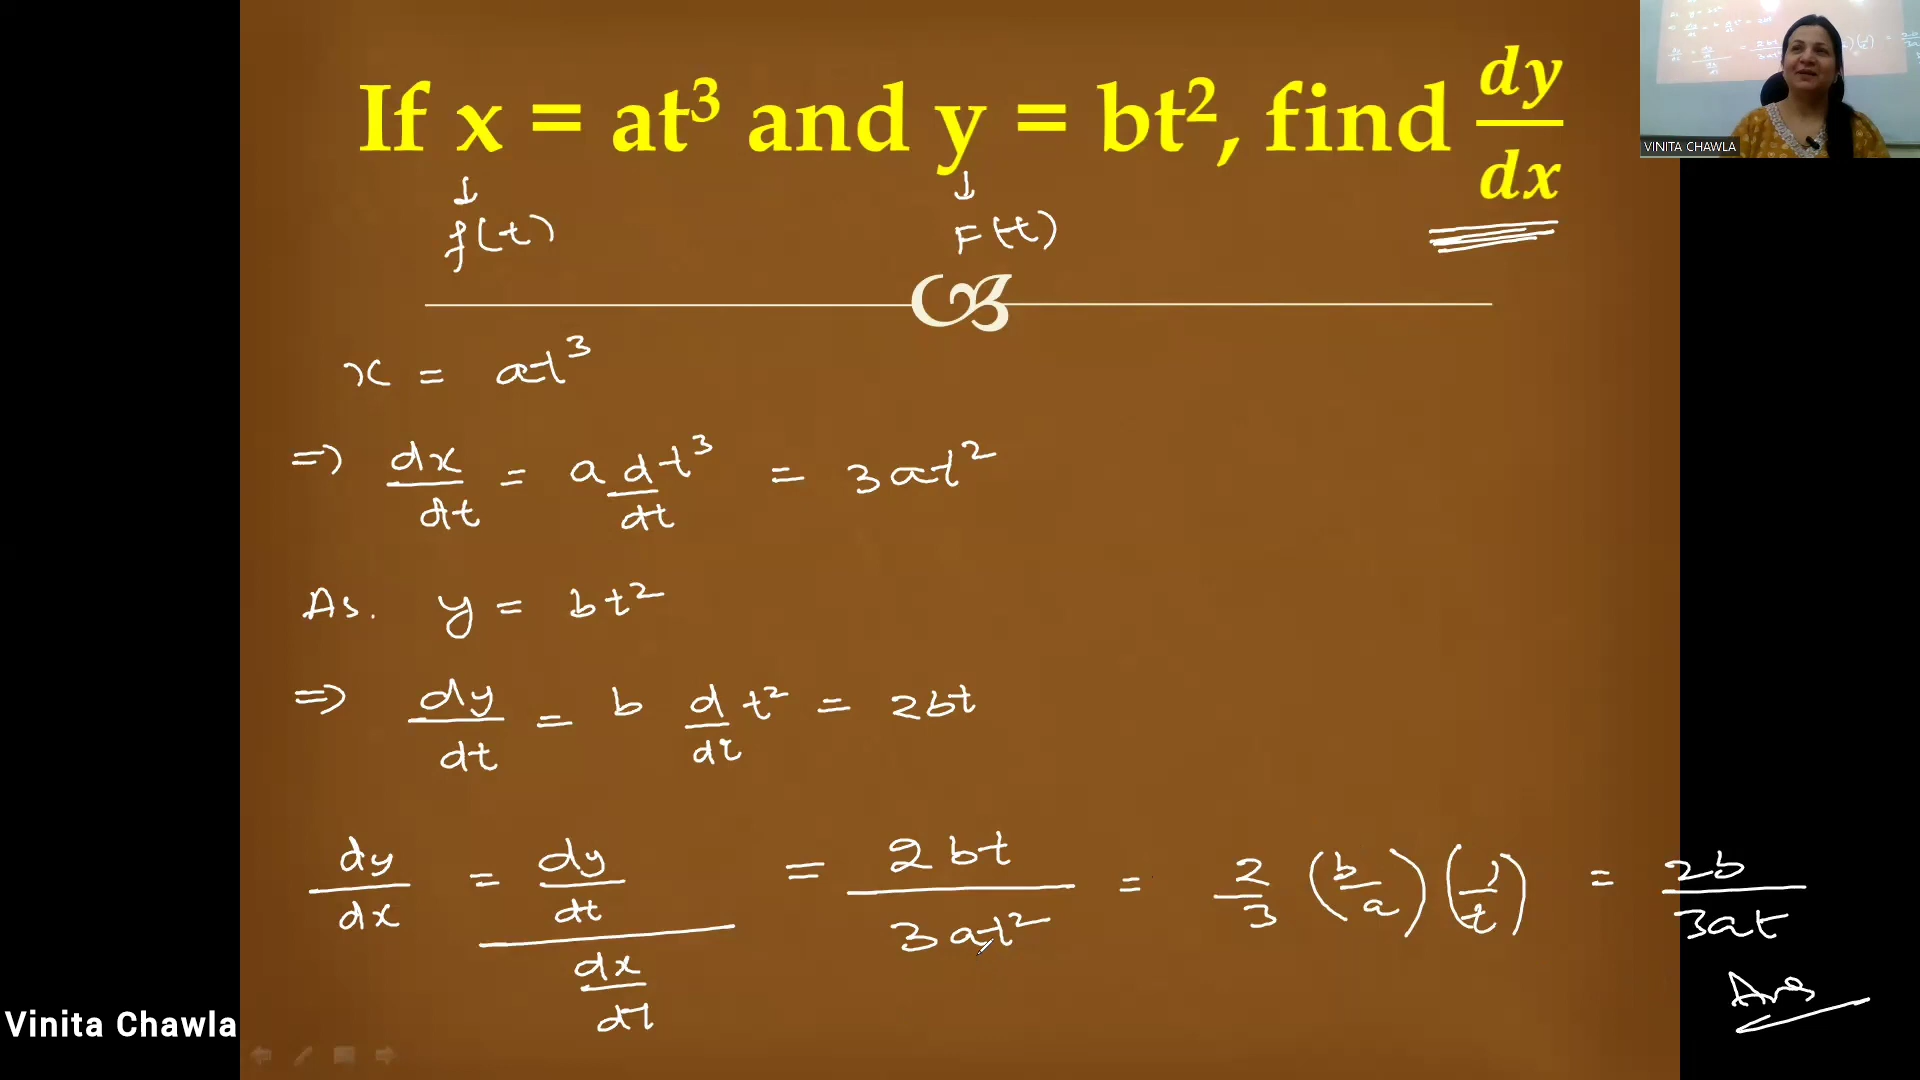 If x = at³ and y = bt², find dy/dx
VINITA CHAWLA
↓ ↓
f(t) F(t)
x = at³
⇒ dx/dt = a d/dt t³ = 3at²
As. y = bt²
⇒ dy/dt = b d/dt t² = 2bt
dy/dx = (dy/dt)/(dx/dt) = 2bt/3at² = 2/3 (b/a) (1/t) = 2b/3at
Ans
Vinita Chawla